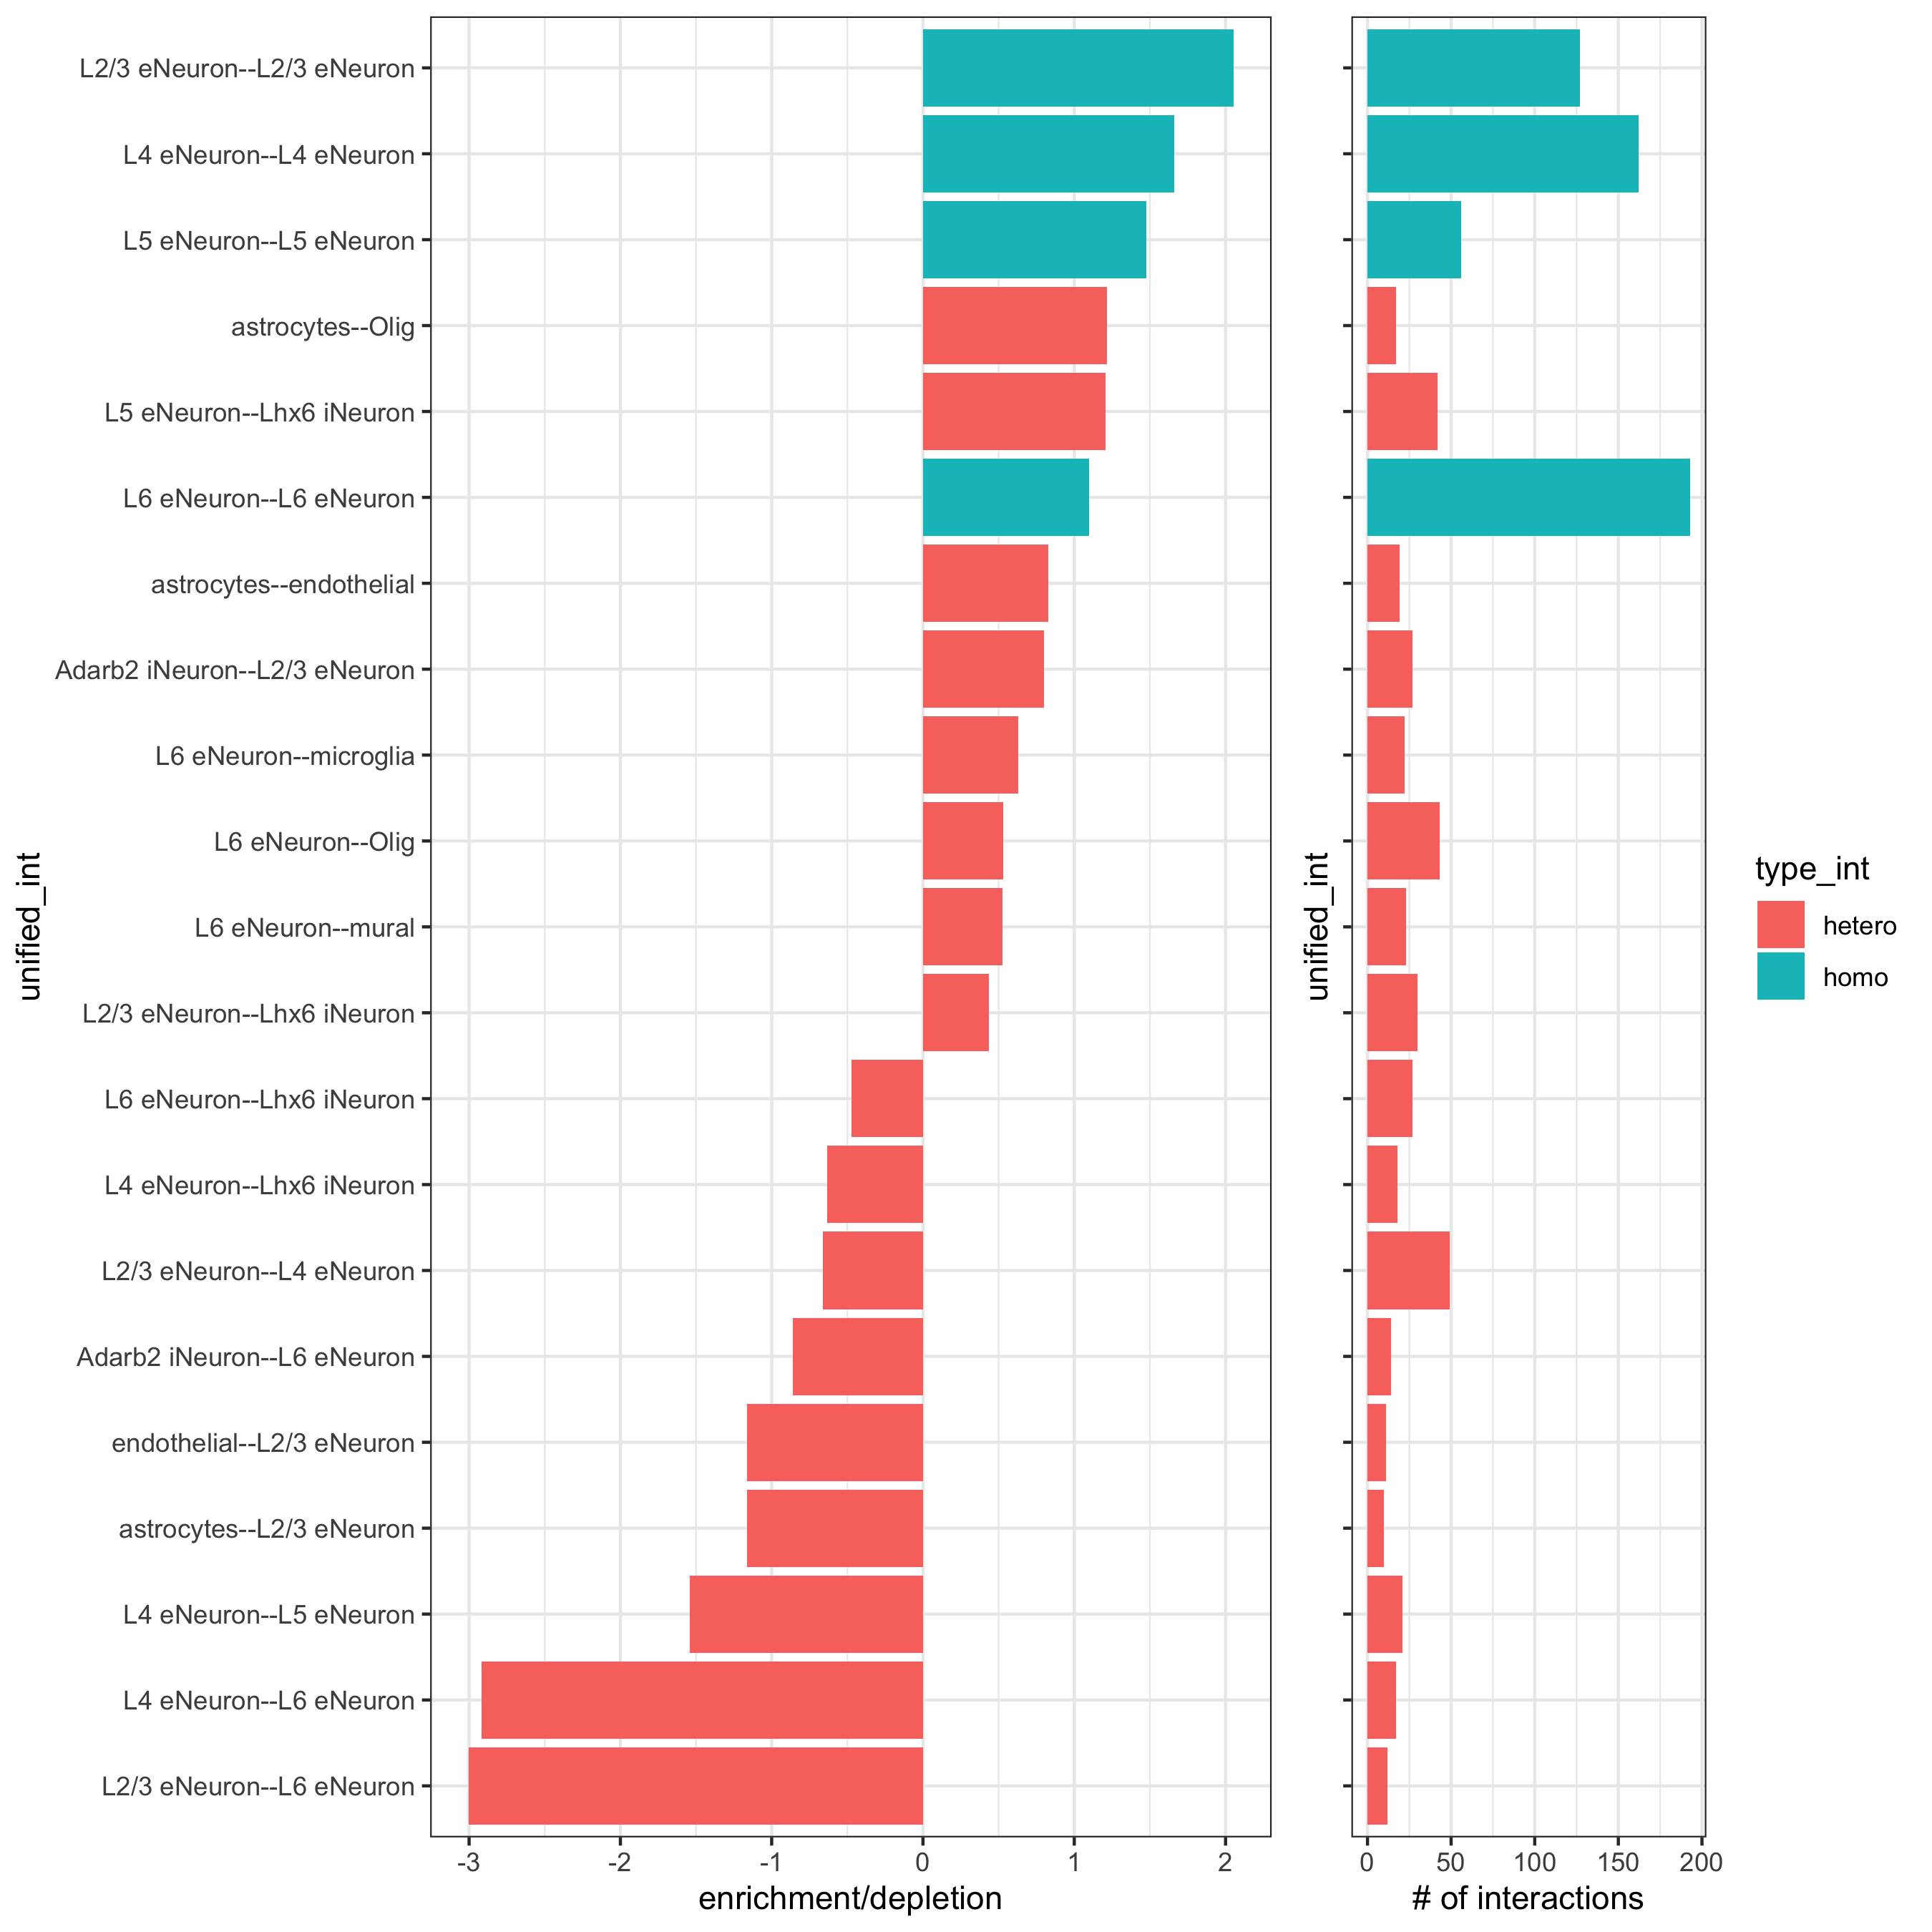 unified_int
L2/3 eNeuron--L2/3 eNeuron
L4 eNeuron--L4 eNeuron
L5 eNeuron--L5 eNeuron
astrocytes--Olig
L5 eNeuron--Lhx6 iNeuron
L6 eNeuron--L6 eNeuron
astrocytes--endothelial
Adarb2 iNeuron--L2/3 eNeuron
L6 eNeuron--microglia
L6 eNeuron--Olig
L6 eNeuron--mural
L2/3 eNeuron--Lhx6 iNeuron
L6 eNeuron--Lhx6 iNeuron
L4 eNeuron--Lhx6 iNeuron
L2/3 eNeuron--L4 eNeuron
Adarb2 iNeuron--L6 eNeuron
endothelial--L2/3 eNeuron
astrocytes--L2/3 eNeuron
L4 eNeuron--L5 eNeuron
L4 eNeuron--L6 eNeuron
L2/3 eNeuron--L6 eNeuron
-3 -2 -1 0 1 2
enrichment/depletion
unified_int
0 50 100 150 200
# of interactions
type_int
hetero
homo